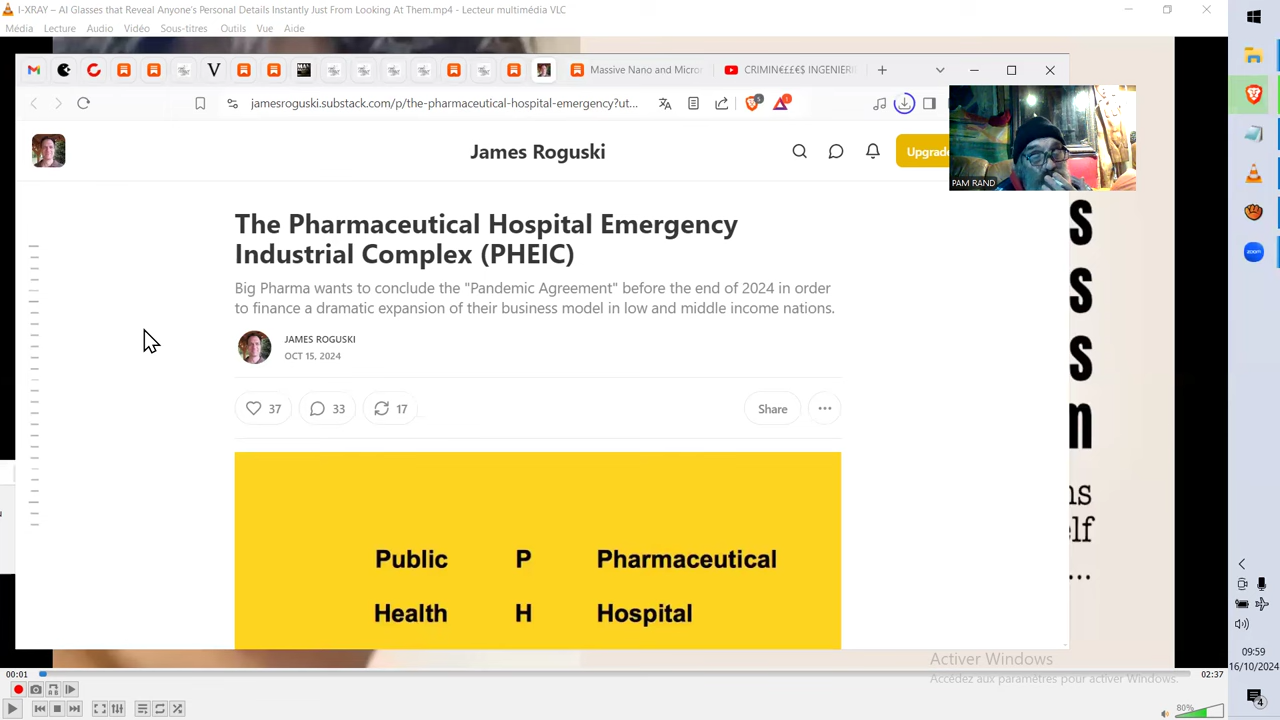 I-XRAY – AI Glasses that Reveal Anyone's Personal Details Instantly Just From Looking At Them.mp4 - Lecteur multimédia VLC
Média Lecture Audio Vidéo Sous-titres Outils Vue Aide
Massive Nano and Micro
CRIMIN€££€$ INGENIERI
jamesroguski.substack.com/p/the-pharmaceutical-hospital-emergency?ut...
James Roguski
Upgrade
PAM RAND
The Pharmaceutical Hospital Emergency
Industrial Complex (PHEIC)
Big Pharma wants to conclude the "Pandemic Agreement" before the end of 2024 in order
to finance a dramatic expansion of their business model in low and middle income nations.
JAMES ROGUSKI
OCT 15, 2024
37 33 17
Share
Public P Pharmaceutical
Health H Hospital
s
s
s
m
ns
elf
...
Activer Windows
Accédez aux paramètres pour activer Windows.
00:01
02:37
80%
zoom
09:59
16/10/2024
4